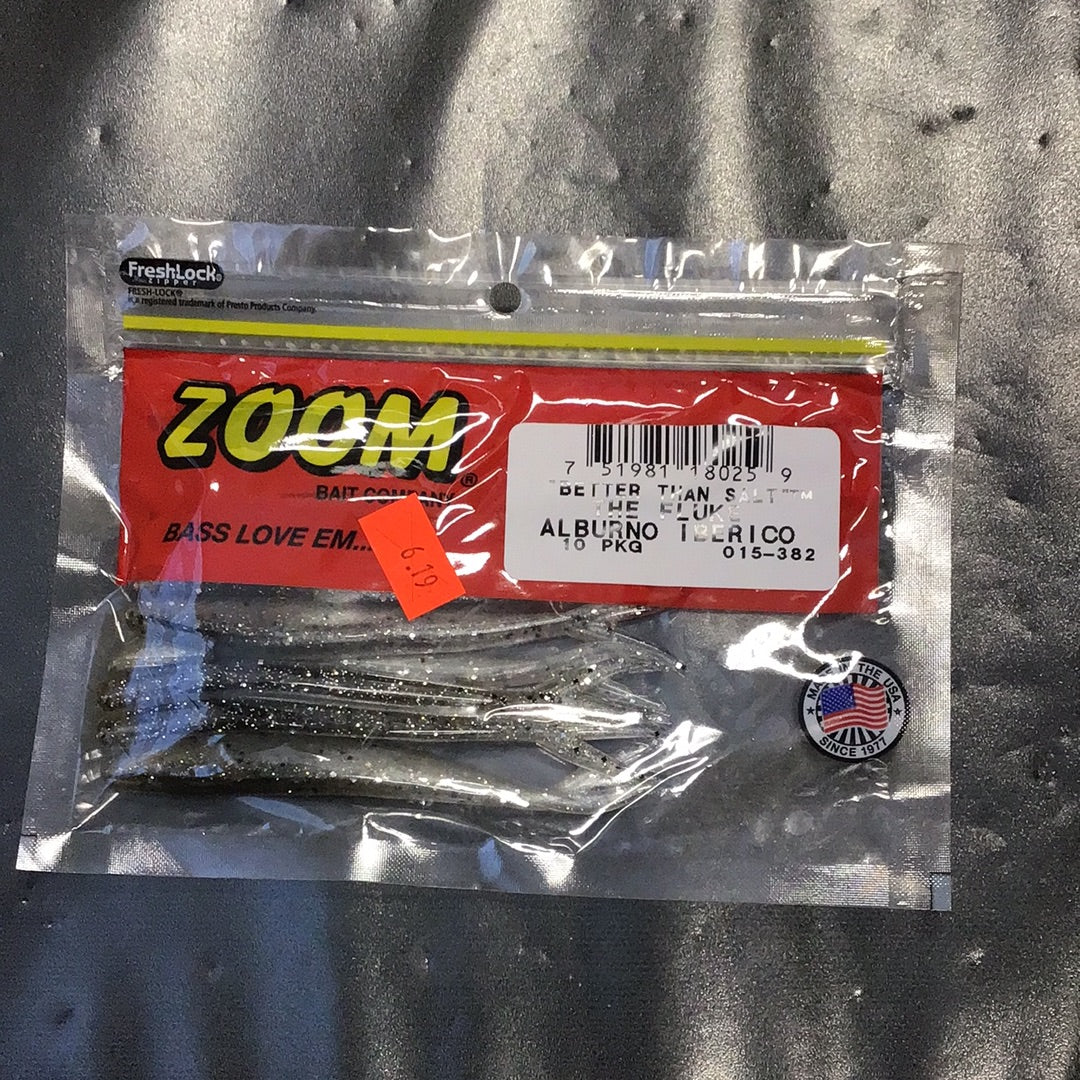 FreshLock®
zipper
FRESH-LOCK®
is a registered trademark of Presto Products Company.
ZOOM®
BAIT COMPANY
BASS LOVE EM...
6.19
7 51981 18025 9
"BETTER THAN SALT"™
THE FLUKE
ALBURNO IBERICO
10 PKG 015-382
MADE IN THE USA
SINCE 1977